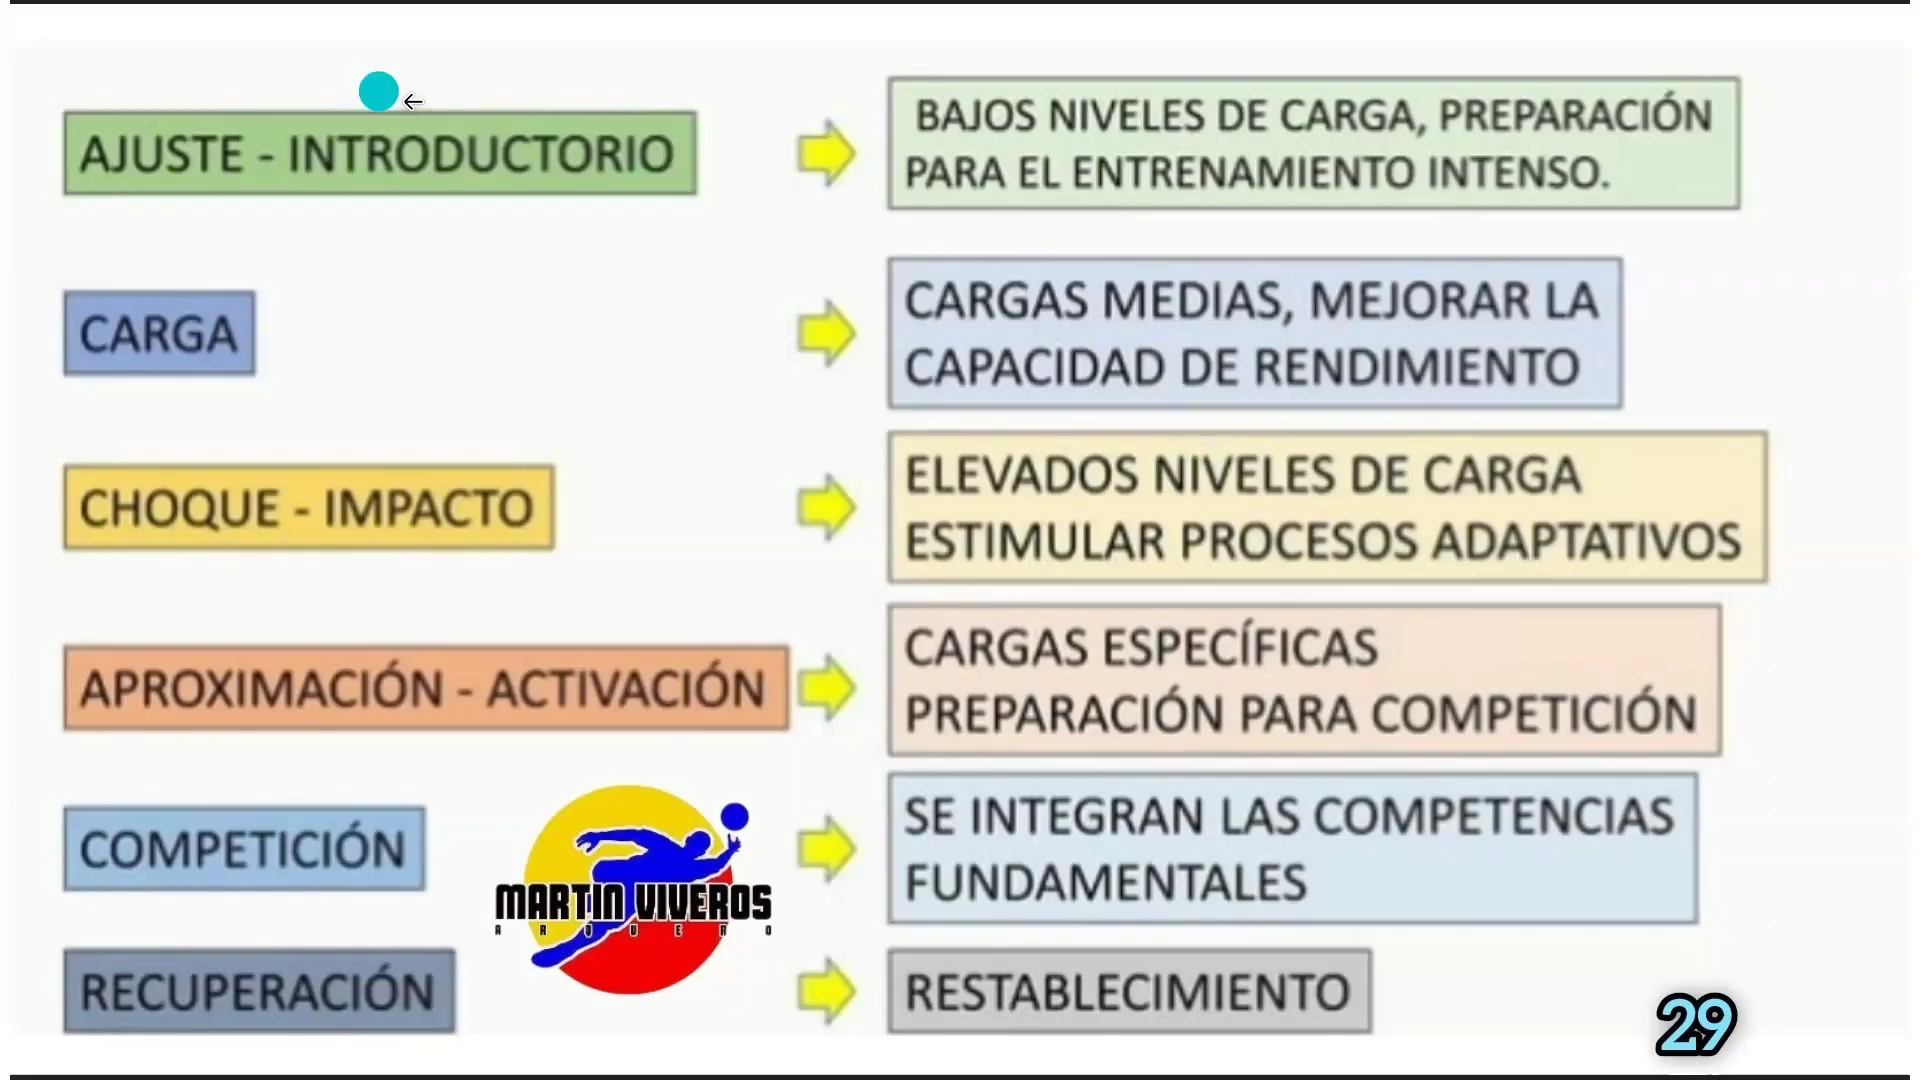 AJUSTE - INTRODUCTORIO
BAJOS NIVELES DE CARGA, PREPARACIÓN
PARA EL ENTRENAMIENTO INTENSO.
CARGA
CARGAS MEDIAS, MEJORAR LA
CAPACIDAD DE RENDIMIENTO
CHOQUE - IMPACTO
ELEVADOS NIVELES DE CARGA
ESTIMULAR PROCESOS ADAPTATIVOS
APROXIMACIÓN - ACTIVACIÓN
CARGAS ESPECÍFICAS
PREPARACIÓN PARA COMPETICIÓN
COMPETICIÓN
SE INTEGRAN LAS COMPETENCIAS
FUNDAMENTALES
MARTIN VIVEROS
ARQUERO
RECUPERACIÓN
RESTABLECIMIENTO
29